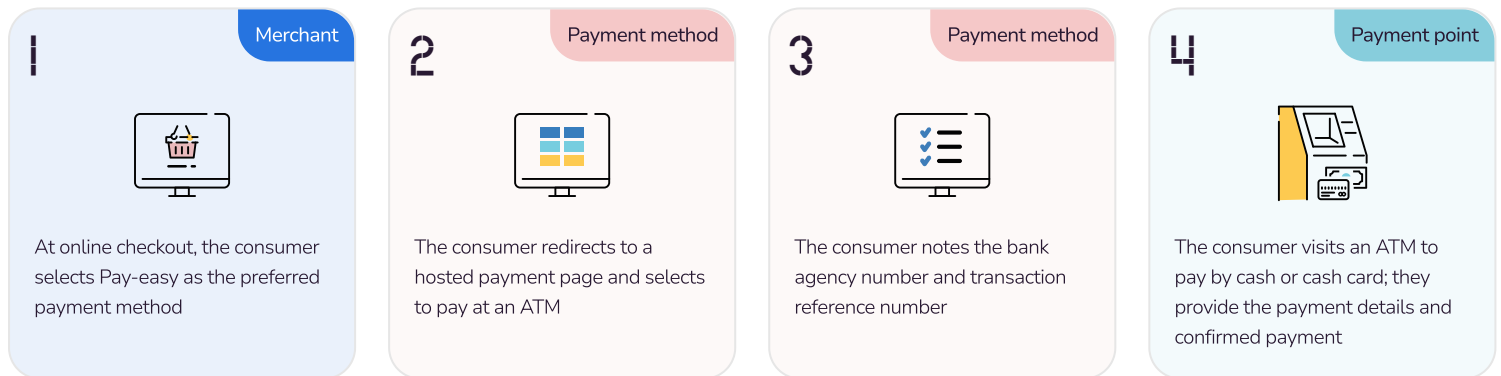 1
Merchant
At online checkout, the consumer
selects Pay-easy as the preferred
payment method
2
Payment method
The consumer redirects to a
hosted payment page and selects
to pay at an ATM
3
Payment method
The consumer notes the bank
agency number and transaction
reference number
4
Payment point
The consumer visits an ATM to
pay by cash or cash card; they
provide the payment details and
confirmed payment